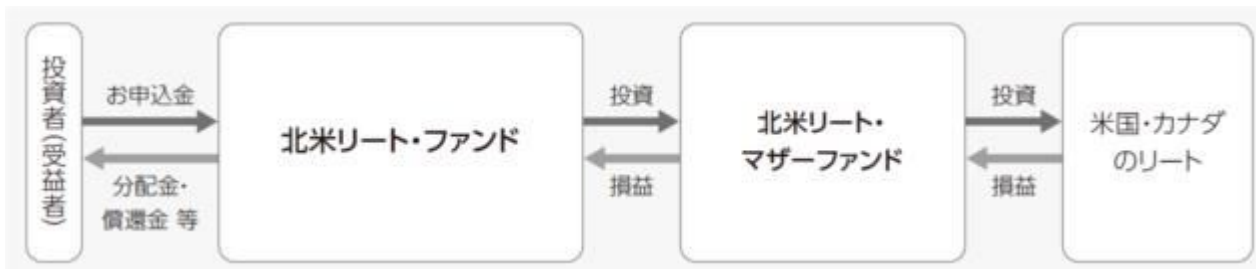 投資者(受益者)
お申込金
分配金・
償還金 等
北米リート・ファンド
投資
損益
北米リート・
マザーファンド
投資
損益
米国・カナダ
のリート